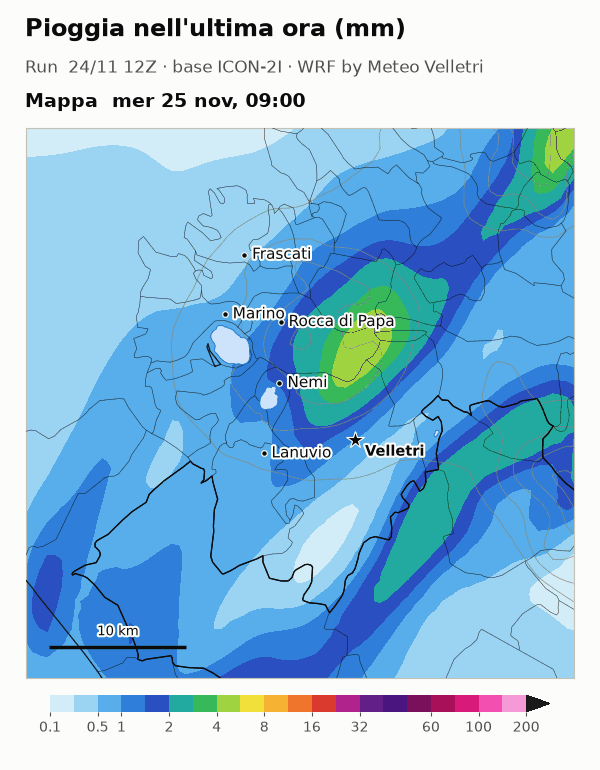 Pioggia nell'ultima ora (mm)
Run  24/11 12Z · base ICON-2I · WRF by Meteo Velletri
Mappa  mer 25 nov, 09:00
Frascati
Marino
Rocca di Papa
Nemi
Velletri
Lanuvio
10 km
0.1 0.5 1 2 4 8 16 32 60 100 200